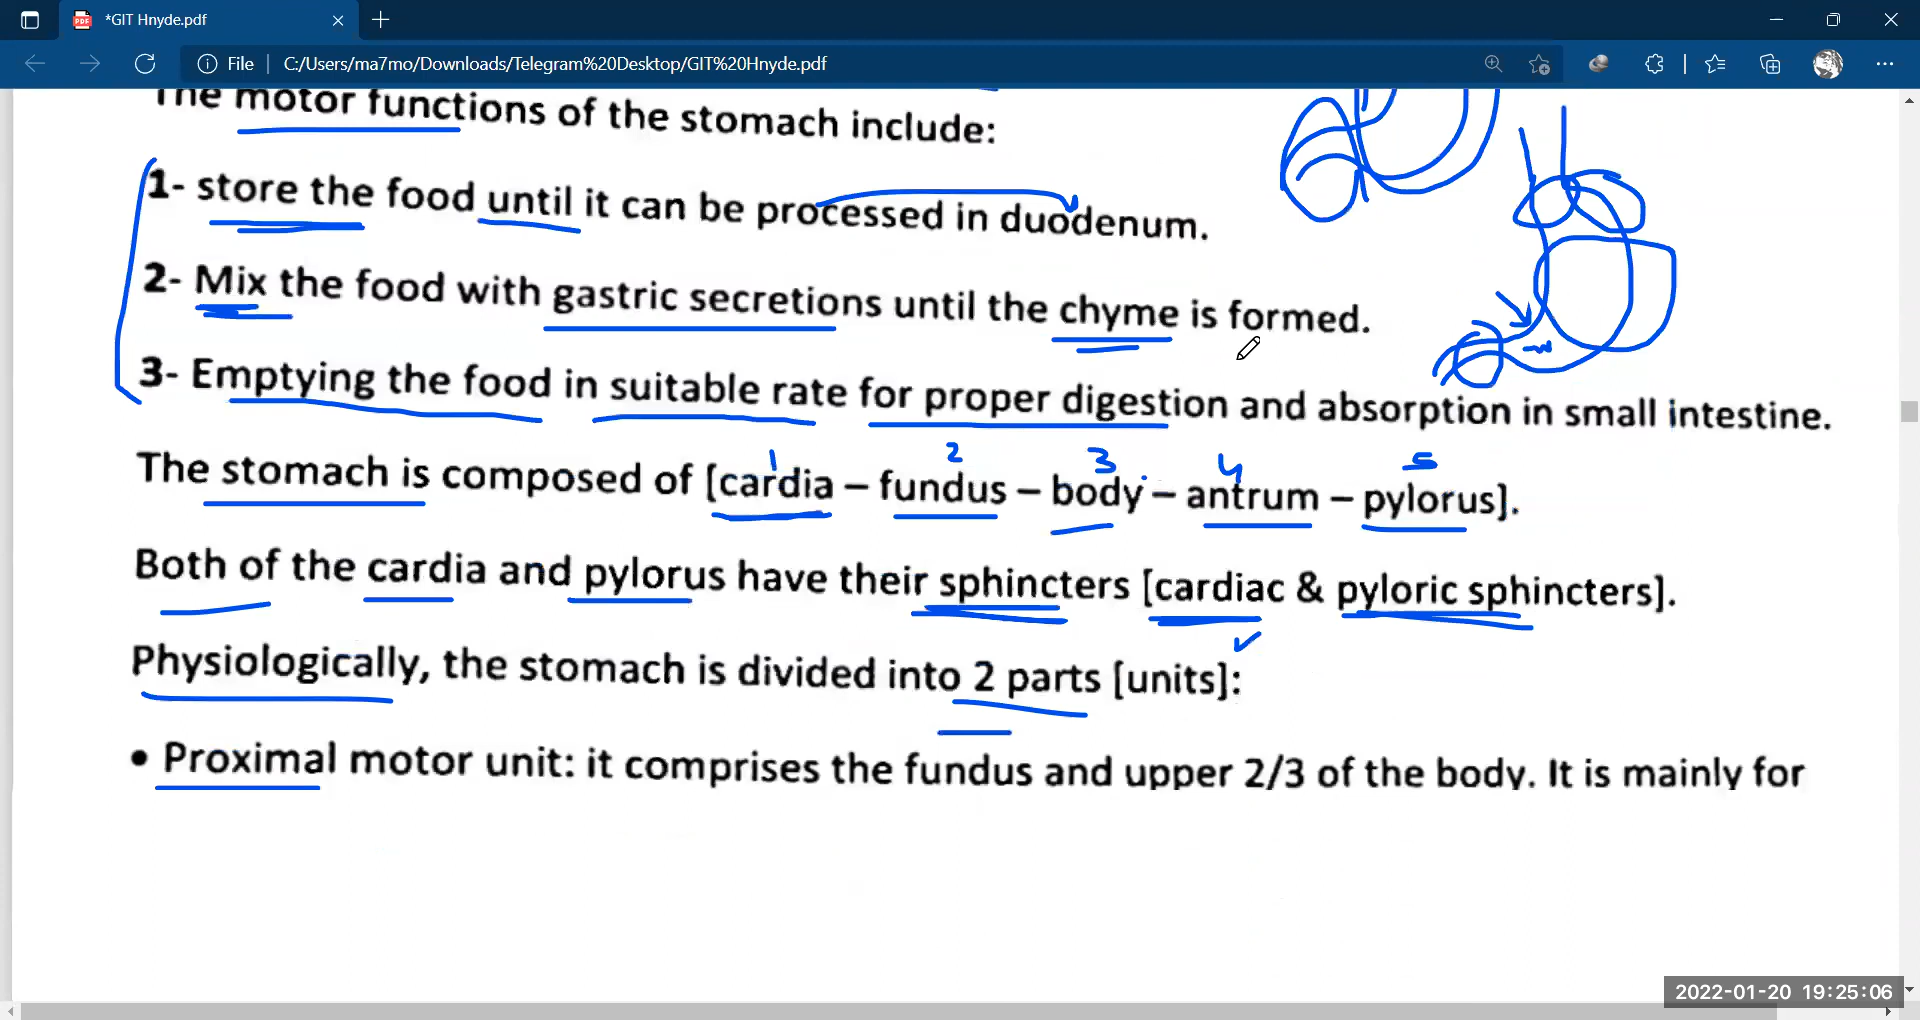 *GIT Hnyde.pdf
File C:/Users/ma7mo/Downloads/Telegram%20Desktop/GIT%20Hnyde.pdf
The motor functions of the stomach include:
1- store the food until it can be processed in duodenum.
2- Mix the food with gastric secretions until the chyme is formed.
3- Emptying the food in suitable rate for proper digestion and absorption in small intestine.
1 2 3 4 5
The stomach is composed of [cardia – fundus – body – antrum – pylorus].
Both of the cardia and pylorus have their sphincters [cardiac & pyloric sphincters].
Physiologically, the stomach is divided into 2 parts [units]:
• Proximal motor unit: it comprises the fundus and upper 2/3 of the body. It is mainly for
2022-01-20 19:25:06